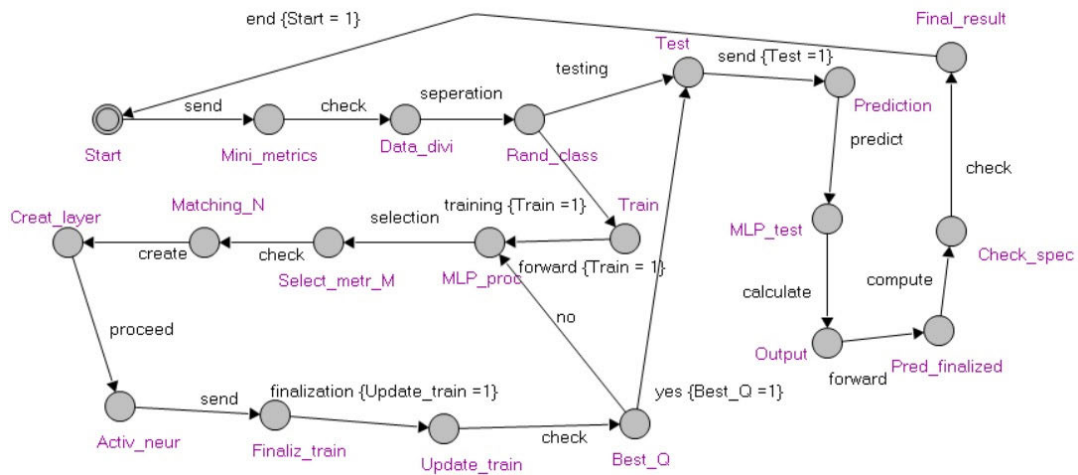 end {Start = 1}
Final_result
Test
send {Test =1}
testing
send
check
seperation
Prediction
Start
Mini_metrics
Data_divi
Rand_class
predict
check
Matching_N
selection
training {Train =1}
Train
Creat_layer
MLP_test
create
check
Select_metr_M
MLP_proc
forward {Train = 1}
Check_spec
calculate
compute
proceed
no
Output
Pred_finalized
forward
send
finalization {Update_train =1}
yes {Best_Q =1}
Activ_neur
Finaliz_train
Update_train
check
Best_Q